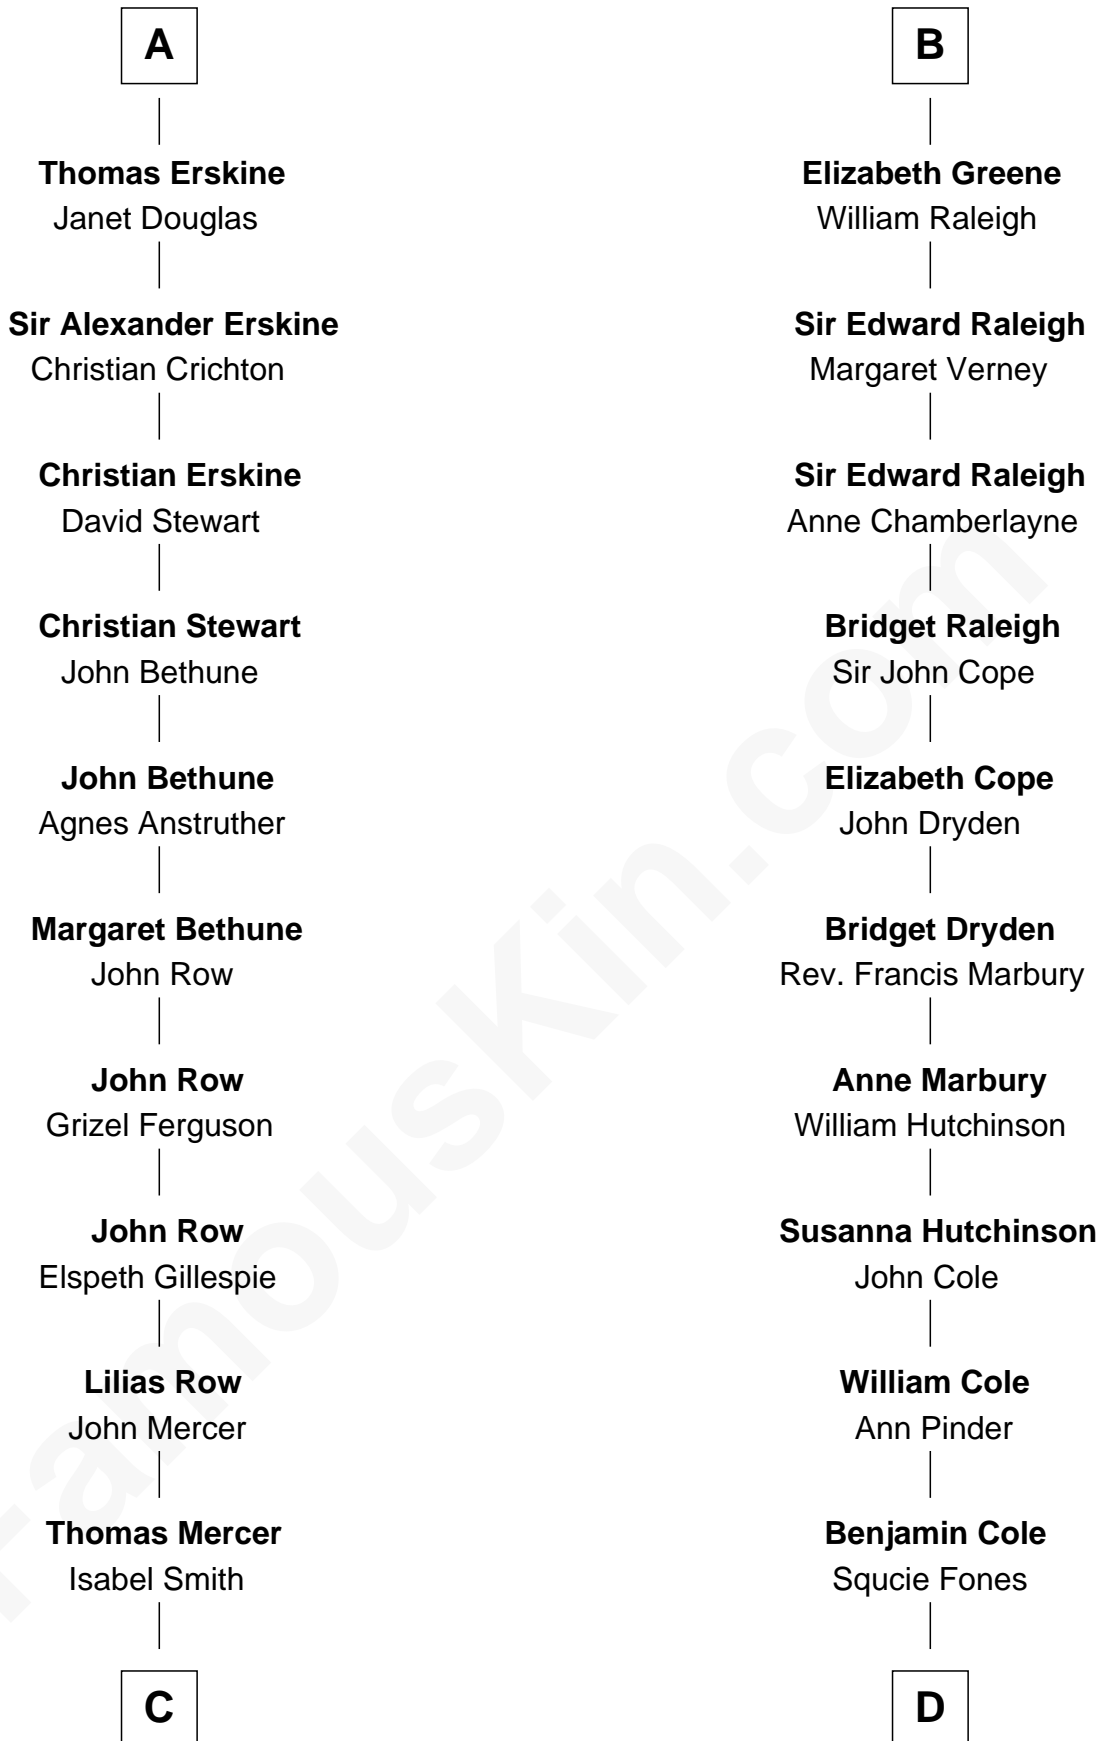 A
Thomas Erskine
Janet Douglas
Sir Alexander Erskine
Christian Crichton
Christian Erskine
David Stewart
Christian Stewart
John Bethune
John Bethune
Agnes Anstruther
Margaret Bethune
John Row
John Row
Grizel Ferguson
John Row
Elspeth Gillespie
Lilias Row
John Mercer
Thomas Mercer
Isabel Smith
C
B
Elizabeth Greene
William Raleigh
Sir Edward Raleigh
Margaret Verney
Sir Edward Raleigh
Anne Chamberlayne
Bridget Raleigh
Sir John Cope
Elizabeth Cope
John Dryden
Bridget Dryden
Rev. Francis Marbury
Anne Marbury
William Hutchinson
Susanna Hutchinson
John Cole
William Cole
Ann Pinder
Benjamin Cole
Squcie Fones
D
FamousKin.com